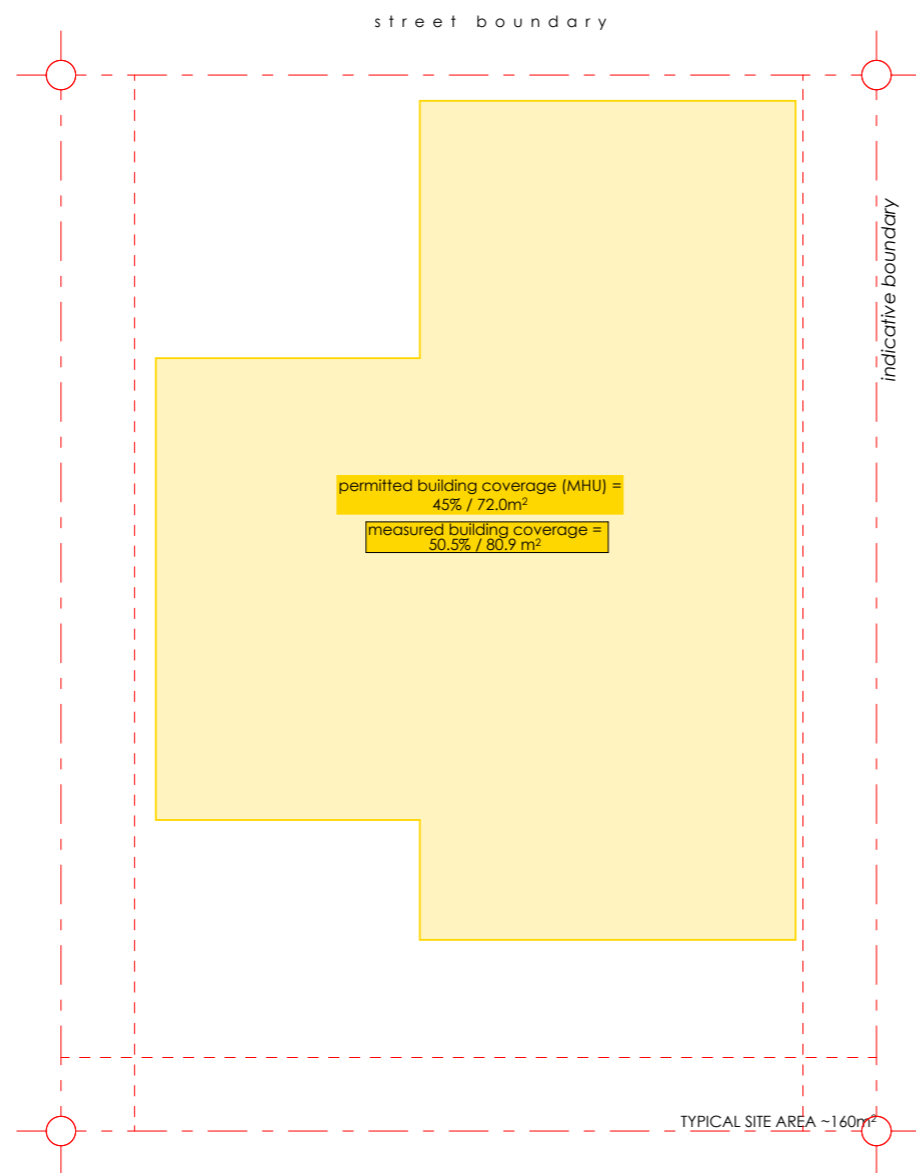 street boundary
indicative boundary
permitted building coverage (MHU) =
45% / 72.0m²
measured building coverage =
50.5% / 80.9 m²
TYPICAL SITE AREA ~160m²